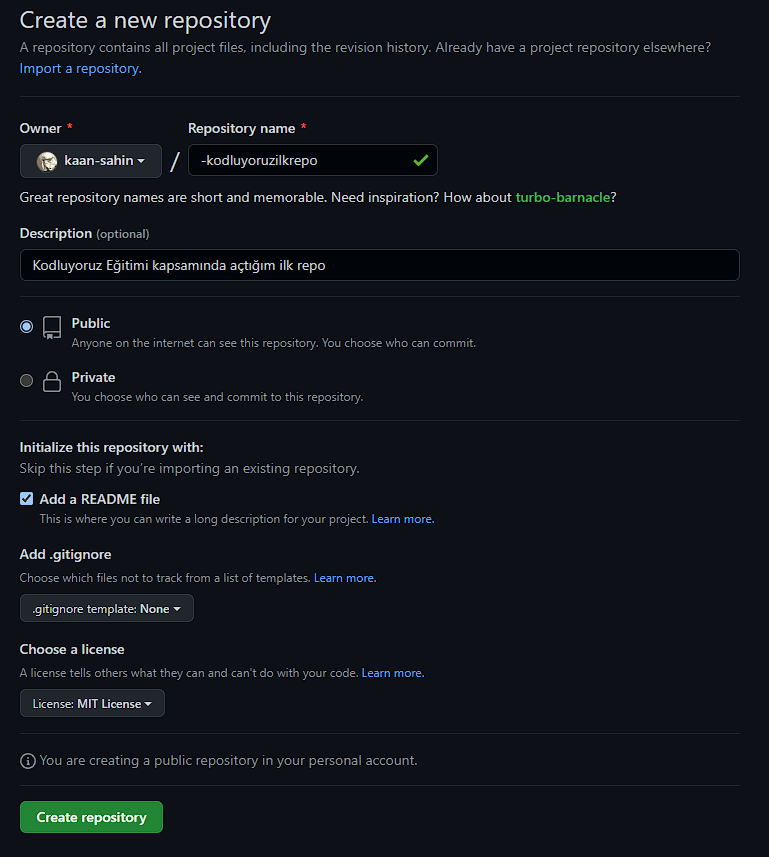 Create a new repository
A repository contains all project files, including the revision history. Already have a project repository elsewhere?
Import a repository.
Owner *
Repository name *
kaan-sahin
/
-kodluyoruzilkrepo
Great repository names are short and memorable. Need inspiration? How about turbo-barnacle?
Description (optional)
Kodluyoruz Eğitimi kapsamında açtığım ilk repo
Public
Anyone on the internet can see this repository. You choose who can commit.
Private
You choose who can see and commit to this repository.
Initialize this repository with:
Skip this step if you're importing an existing repository.
Add a README file
This is where you can write a long description for your project. Learn more.
Add .gitignore
Choose which files not to track from a list of templates. Learn more.
.gitignore template: None
Choose a license
A license tells others what they can and can't do with your code. Learn more.
License: MIT License
You are creating a public repository in your personal account.
Create repository